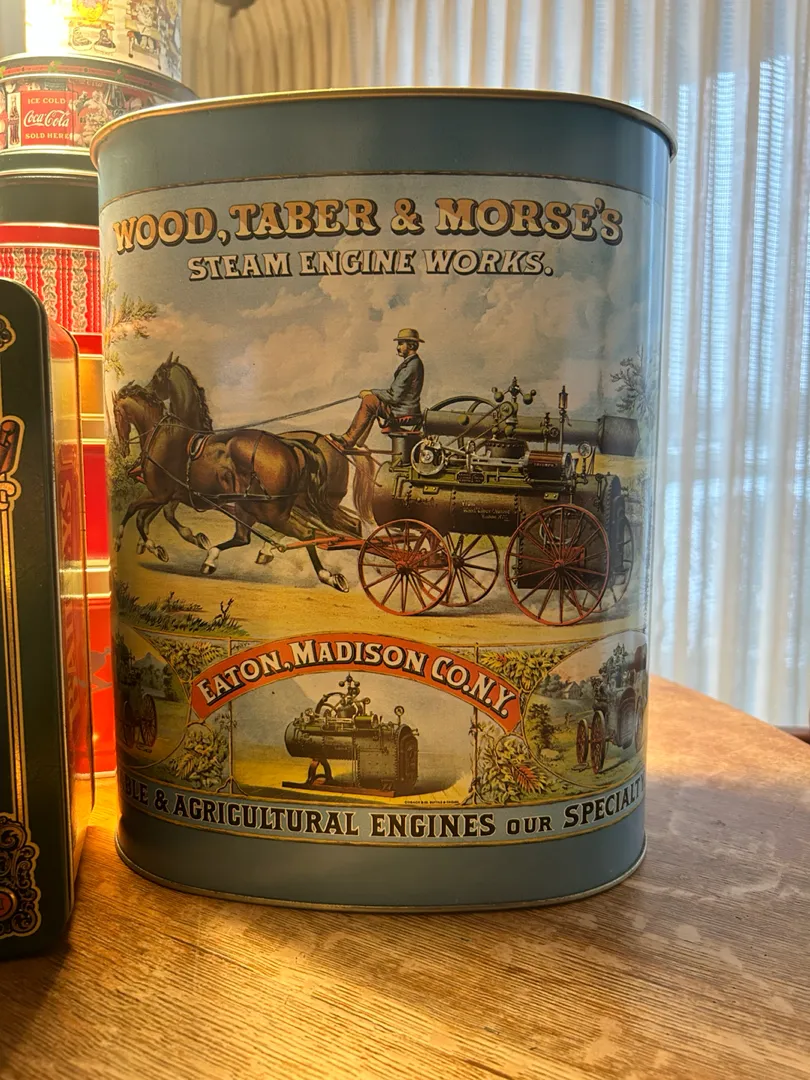 ICE COLD
Coca-Cola
SOLD HERE
WOOD, TABER & MORSE'S
STEAM ENGINE WORKS.
EATON, MADISON CO. N.Y.
BLE & AGRICULTURAL ENGINES OUR SPECIALTY